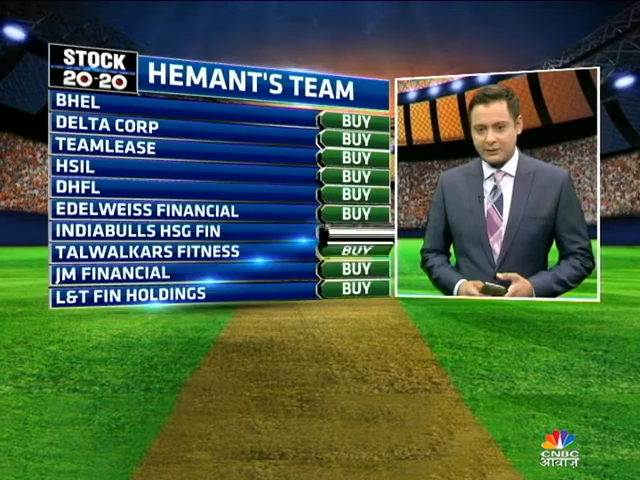 STOCK
20-20
HEMANT'S TEAM
BHEL BUY
DELTA CORP BUY
TEAMLEASE BUY
HSIL BUY
DHFL BUY
EDELWEISS FINANCIAL BUY
INDIABULLS HSG FIN
TALWALKARS FITNESS BUY
JM FINANCIAL BUY
L&T FIN HOLDINGS BUY
CNBC
आवाज़